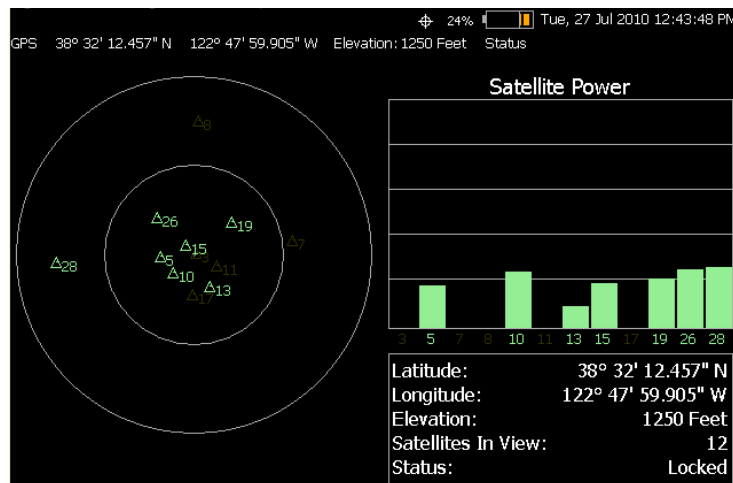 24% Tue, 27 Jul 2010 12:43:48 PM
GPS 38° 32' 12.457" N 122° 47' 59.905" W Elevation: 1250 Feet Status
Satellite Power
8
26
19
7
15
3
5
28
11
10
13
17
3 5 7 8 10 11 13 15 17 19 26 28
Latitude: 38° 32' 12.457" N
Longitude: 122° 47' 59.905" W
Elevation: 1250 Feet
Satellites In View: 12
Status: Locked